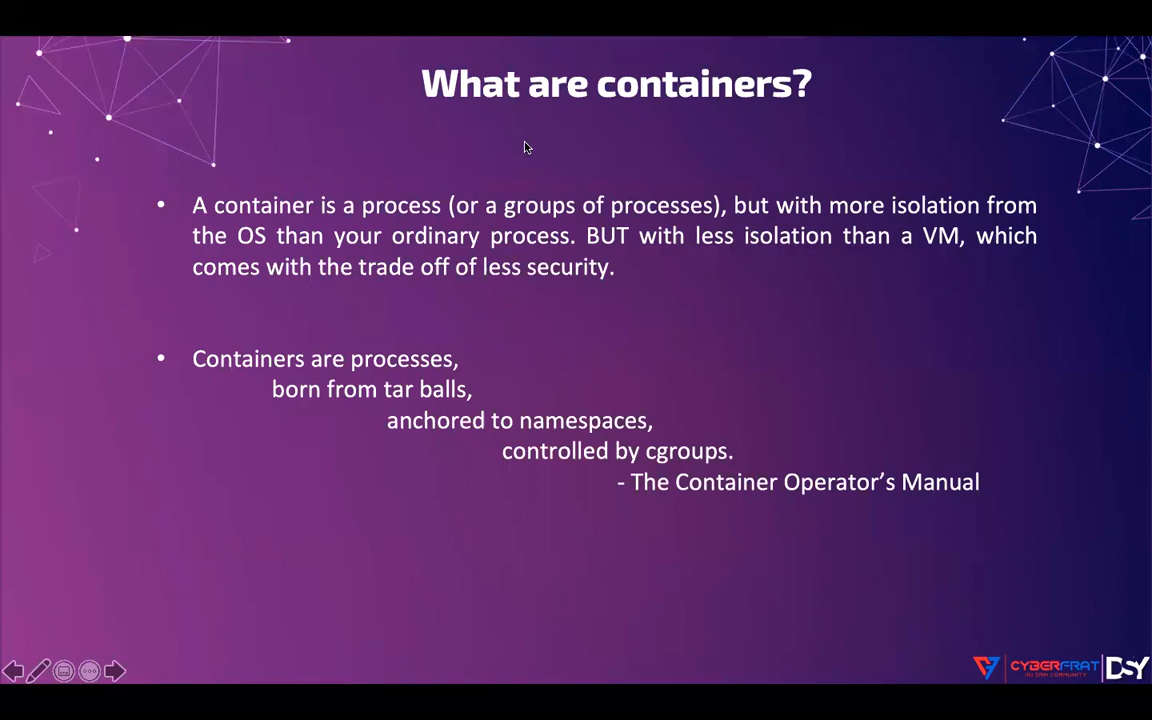 What are containers?
• A container is a process (or a groups of processes), but with more isolation from
the OS than your ordinary process. BUT with less isolation than a VM, which
comes with the trade off of less security.
• Containers are processes,
born from tar balls,
anchored to namespaces,
controlled by cgroups.
- The Container Operator’s Manual
CYBERFRAT
DSY